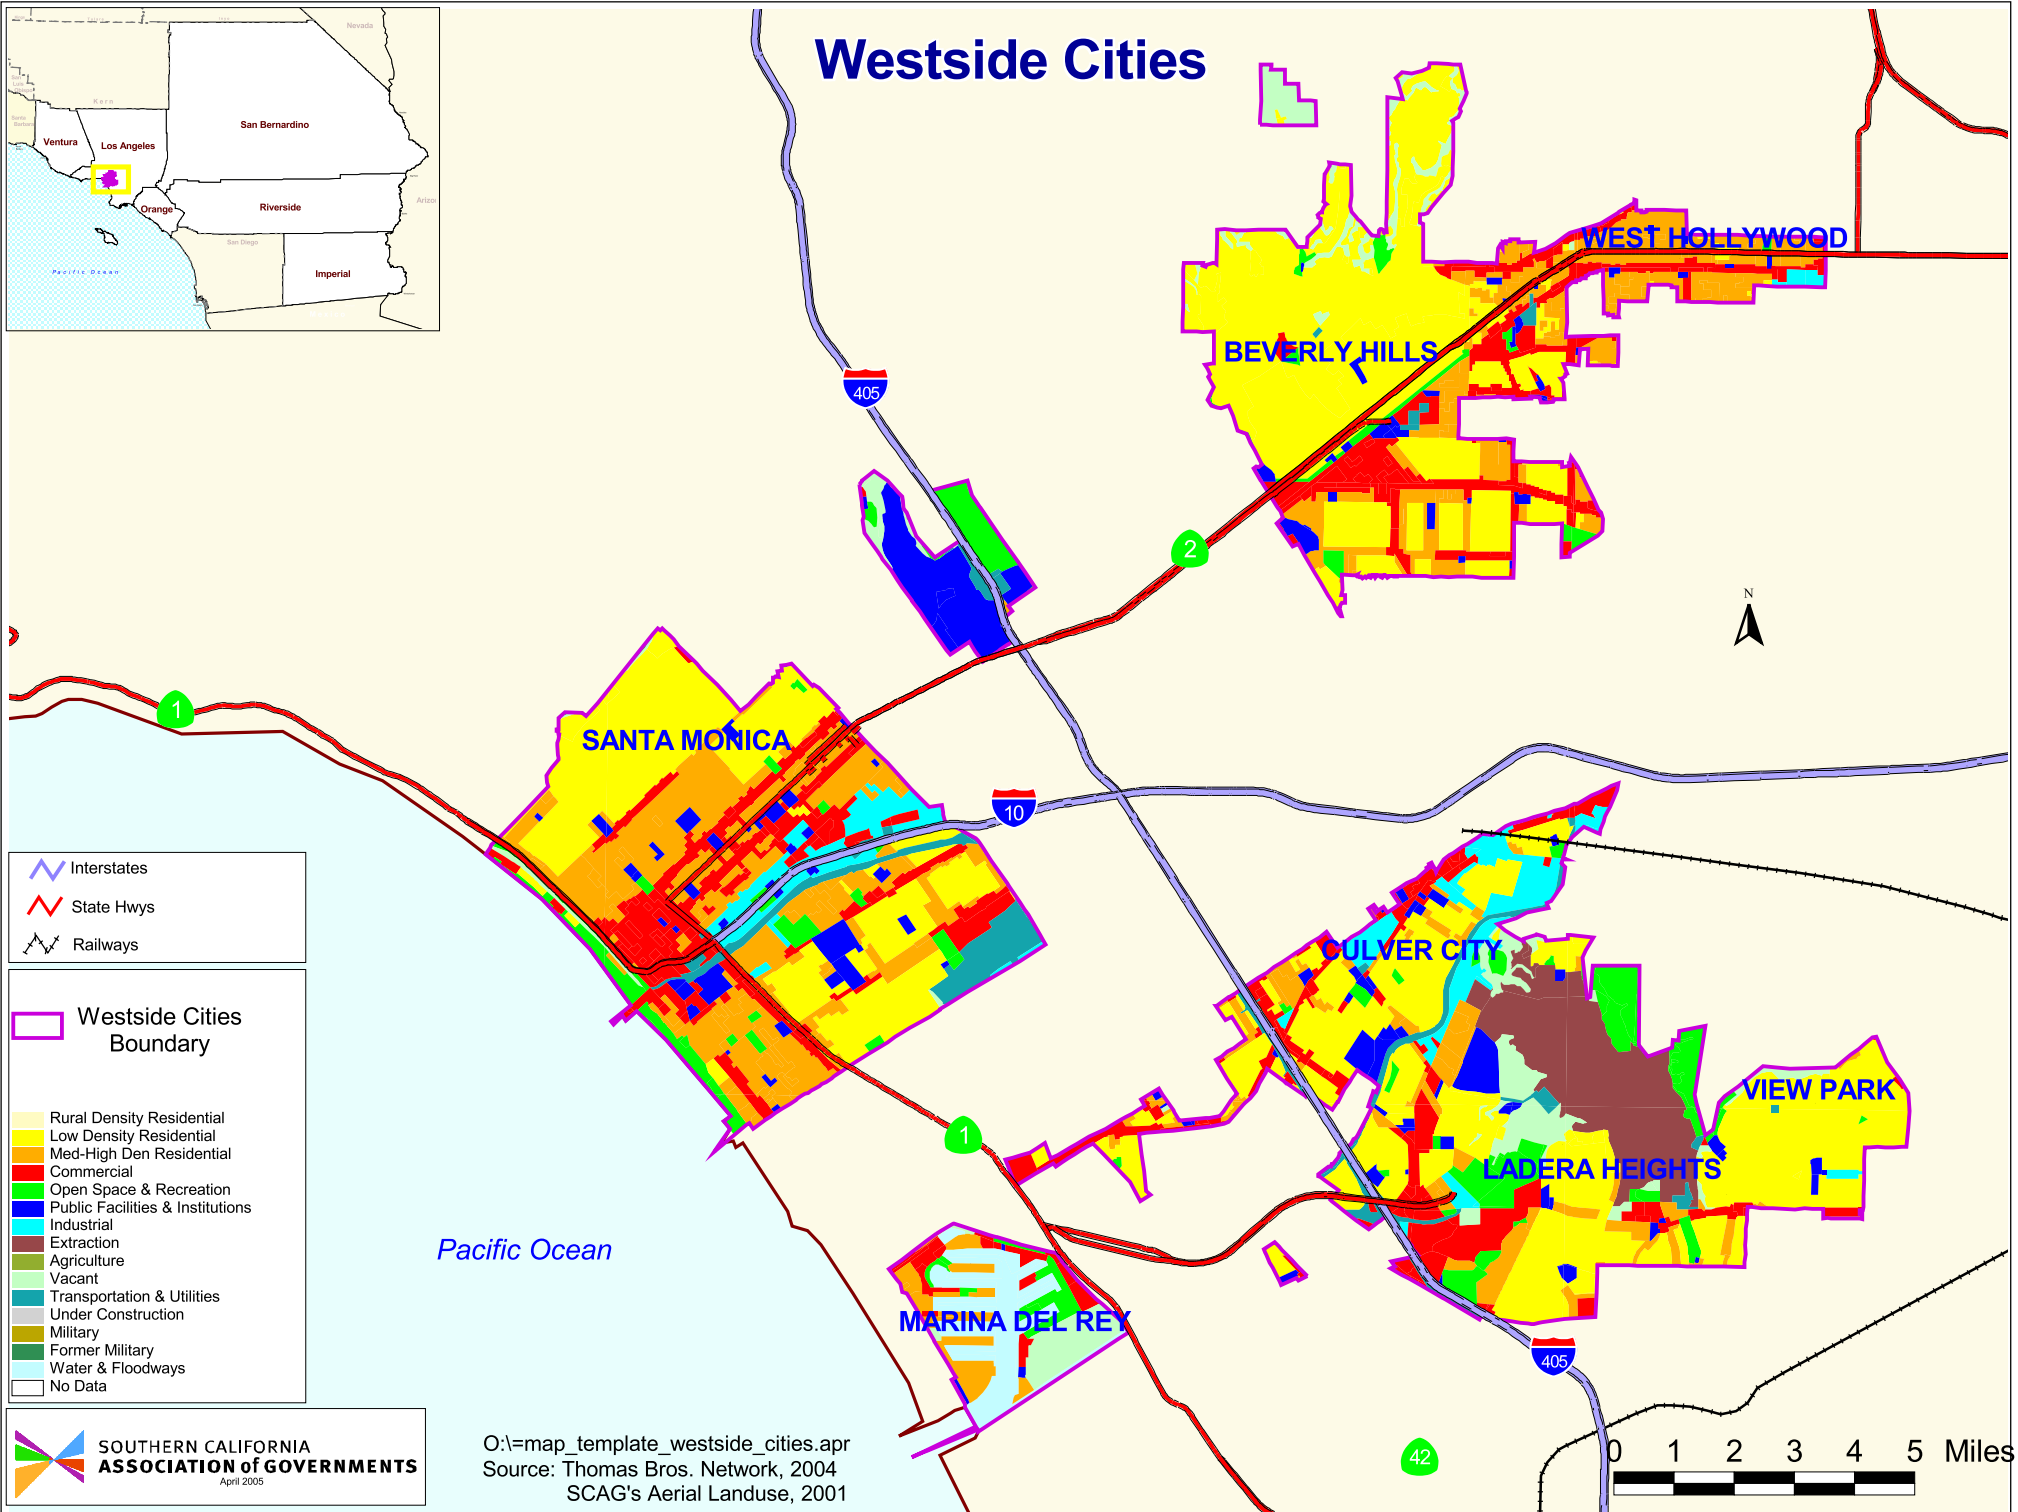 Westside Cities
Nevada
Kern
San Bernardino
Ventura
Los Angeles
Santa
Barbara
Orange
Riverside
San Diego
Imperial
Pacific Ocean
405
WEST HOLLYWOOD
BEVERLY HILLS
2
N
1
SANTA MONICA
10
CULVER CITY
VIEW PARK
LADERA HEIGHTS
1
Pacific Ocean
MARINA DEL REY
405
42
Interstates
State Hwys
Railways
Westside Cities
Boundary
Rural Density Residential
Low Density Residential
Med-High Den Residential
Commercial
Open Space & Recreation
Public Facilities & Institutions
Industrial
Extraction
Agriculture
Vacant
Transportation & Utilities
Under Construction
Military
Former Military
Water & Floodways
No Data
SOUTHERN CALIFORNIA
ASSOCIATION of GOVERNMENTS
April 2005
O:\=map_template_westside_cities.apr
Source: Thomas Bros. Network, 2004
SCAG's Aerial Landuse, 2001
0 1 2 3 4 5 Miles